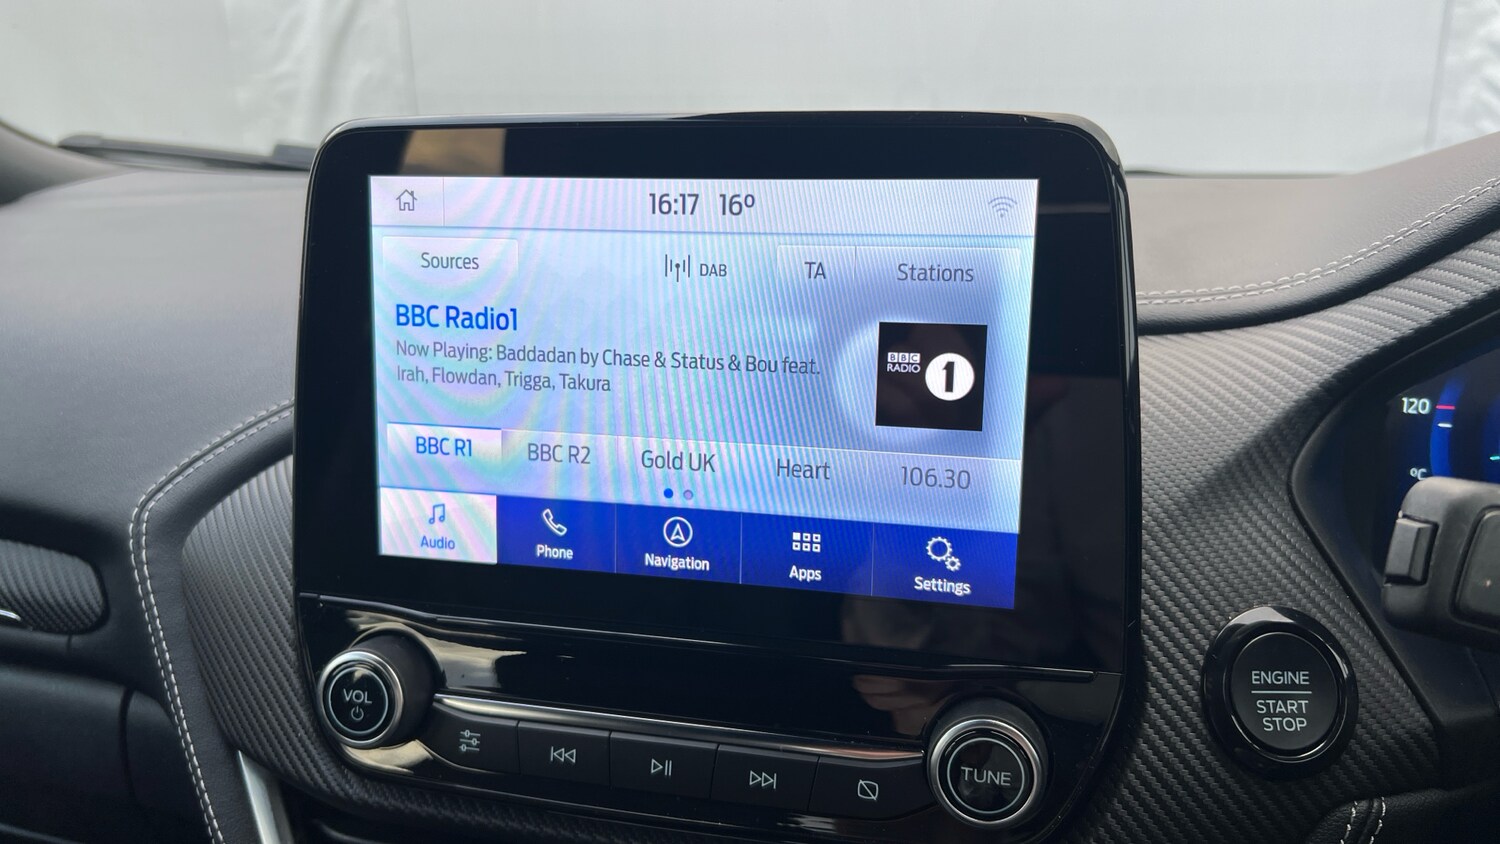 16:17 16º
Sources
DAB
TA
Stations
BBC Radio1
Now Playing: Baddadan by Chase & Status & Bou feat.
Irah, Flowdan, Trigga, Takura
BBC
RADIO
1
BBC R1
BBC R2
Gold UK
Heart
106.30
Audio
Phone
Navigation
Apps
Settings
VOL
TUNE
ENGINE
START
STOP
120
ºC